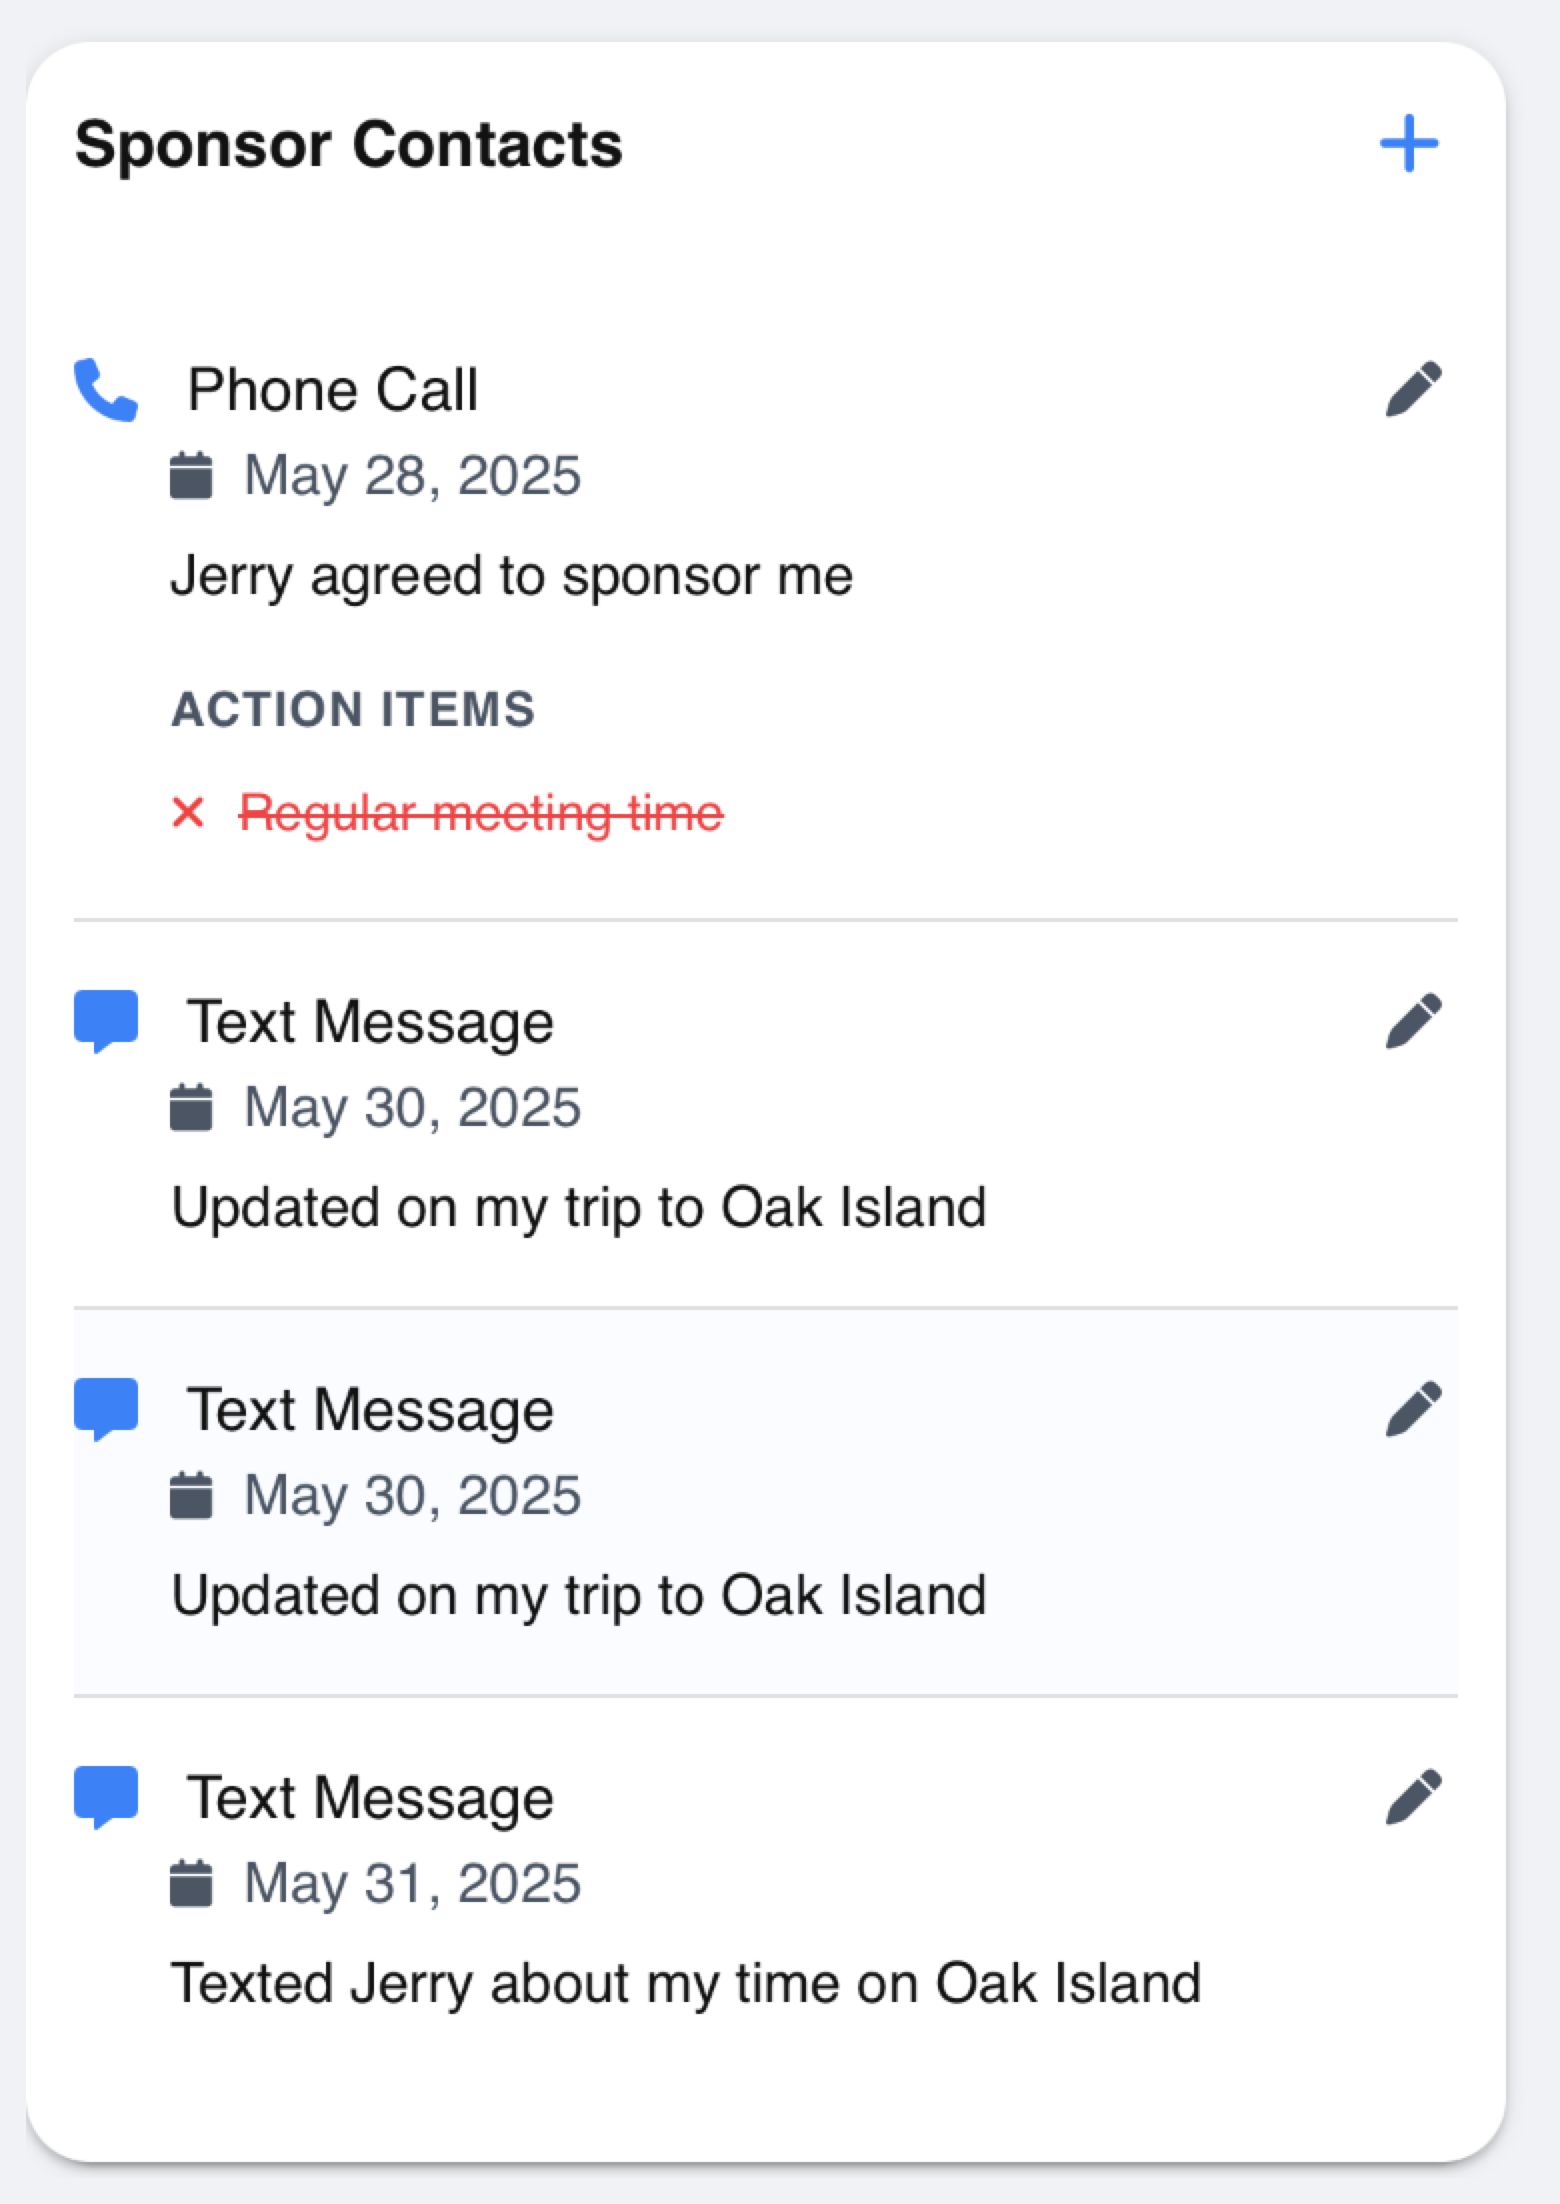 Sponsor Contacts
Phone Call
May 28, 2025
Jerry agreed to sponsor me
ACTION ITEMS
Regular meeting time
Text Message
May 30, 2025
Updated on my trip to Oak Island
Text Message
May 30, 2025
Updated on my trip to Oak Island
Text Message
May 31, 2025
Texted Jerry about my time on Oak Island